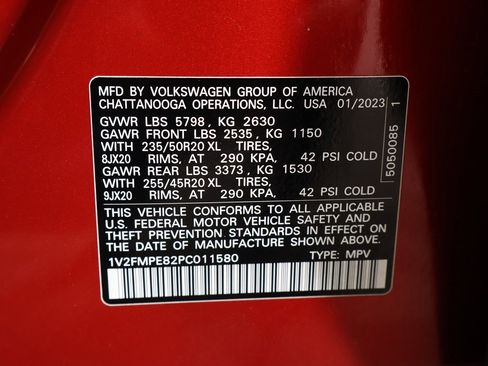 MFD BY VOLKSWAGEN GROUP OF AMERICA
CHATTANOOGA OPERATIONS, LLC. USA 01/2023
GVWR LBS 5798, KG 2630
GAWR FRONT LBS 2535, KG 1150
WITH 235/50R20 XL TIRES,
8JX20 RIMS, AT 290 KPA, 42 PSI COLD
GAWR REAR LBS 3373, KG 1530
WITH 255/45R20 XL TIRES,
9JX20 RIMS, AT 290 KPA, 42 PSI COLD
THIS VEHICLE CONFORMS TO ALL APPLICABLE
U.S. FEDERAL MOTOR VEHICLE SAFETY AND
THEFT PREVENTION STANDARDS IN EFFECT ON
THE DATE OF MANUFACTURE SHOWN ABOVE.
1V2FMPE82PC011580 TYPE: MPV
5050085 1